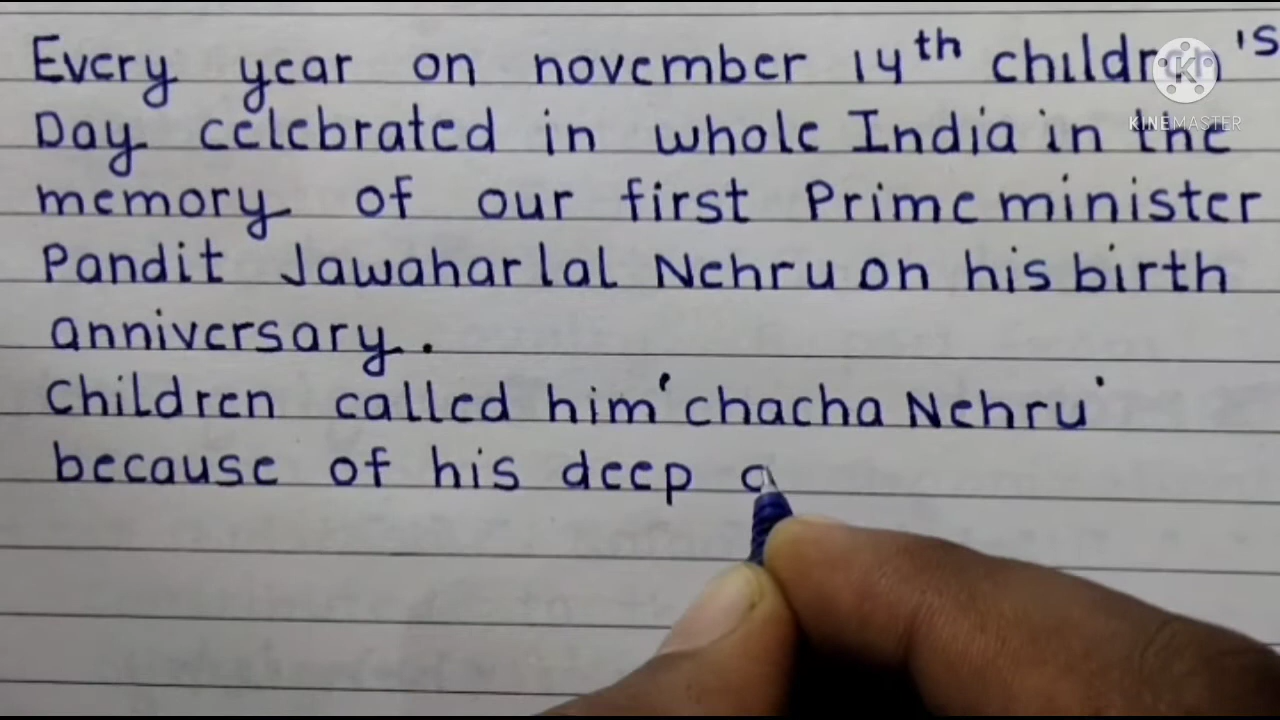 Every year on november 14th children's
Day celebrated in whole India in the
memory of our first Prime minister
Pandit Jawaharlal Nehru on his birth
anniversary.
Children called him 'chacha Nehru'
because of his deep a
KINEMASTER